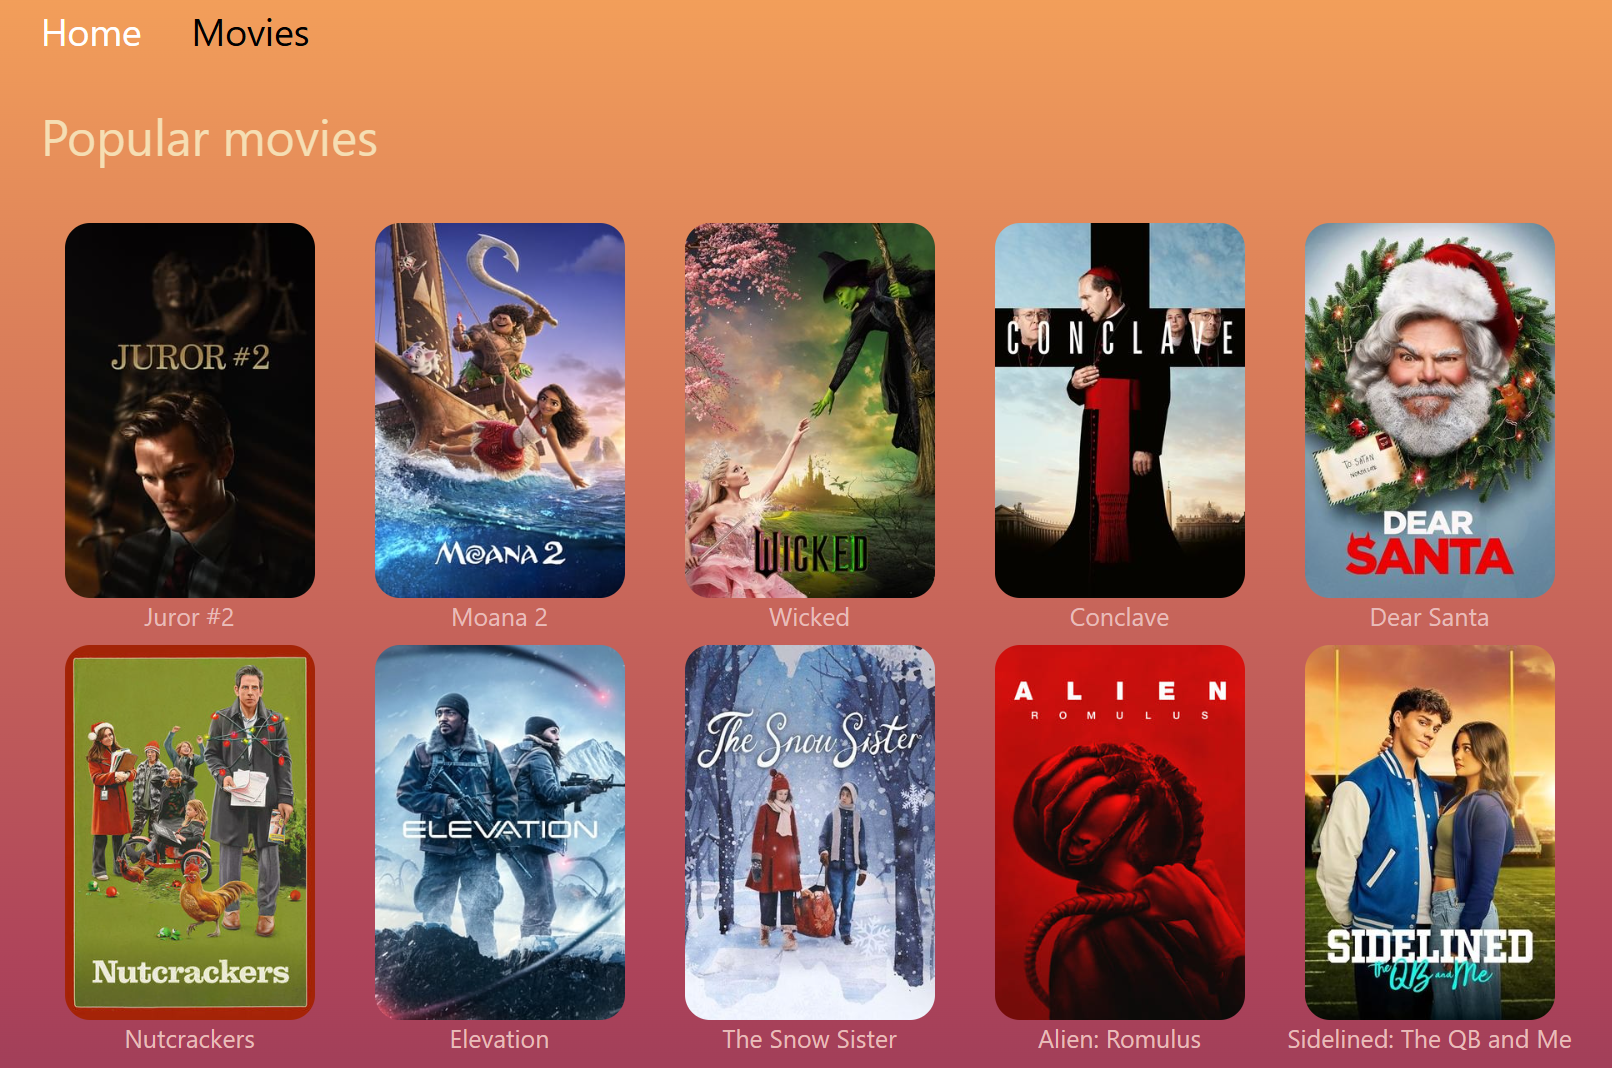 Home Movies
Popular movies
JUROR #2
MOANA 2
WICKED
CONCLAVE
TO SATAN
DEAR
SANTA
Juror #2
Moana 2
Wicked
Conclave
Dear Santa
Nutcrackers
ELEVATION
The Snow Sister
ALIEN
ROMULUS
SIDELINED
the QB and Me
Nutcrackers
Elevation
The Snow Sister
Alien: Romulus
Sidelined: The QB and Me